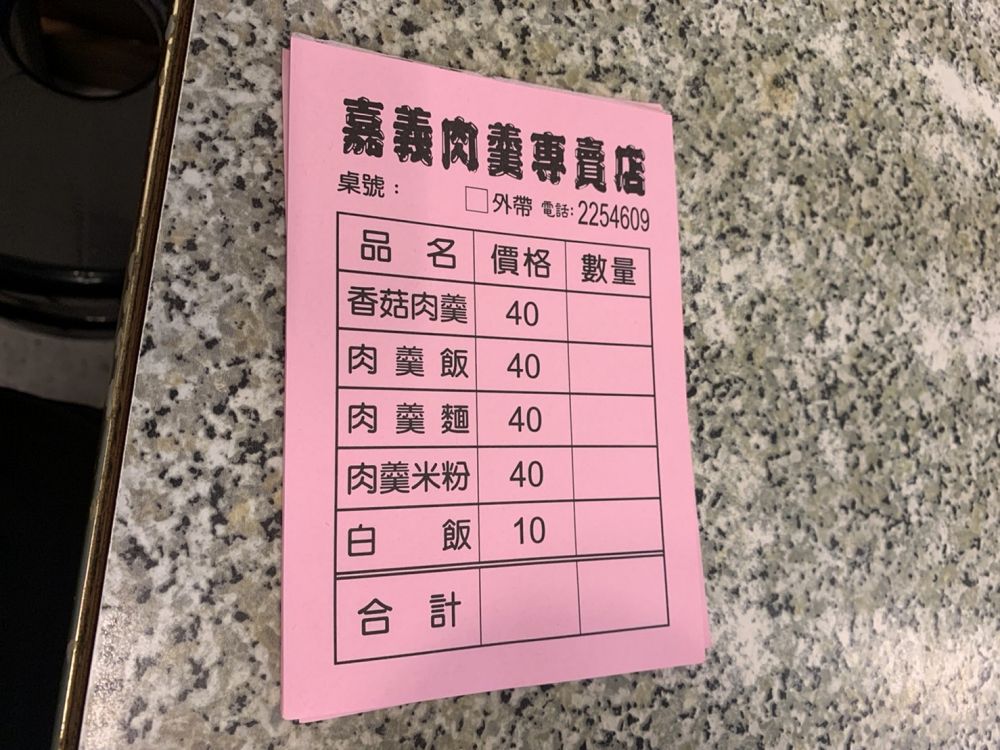 嘉義肉羹專賣店
桌號： □外帶 電話：2254609
品名 價格 數量
香菇肉羹 40
肉羹飯 40
肉羹麵 40
肉羹米粉 40
白飯 10
合計